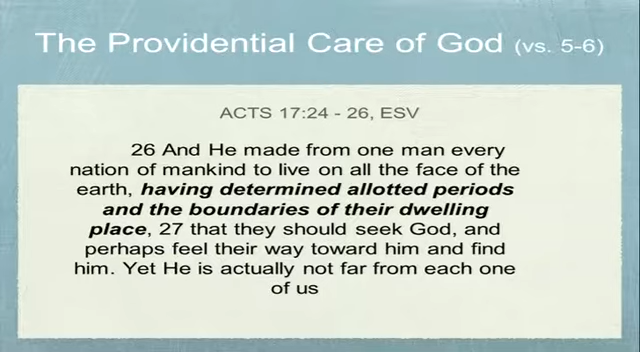 The Providential Care of God (vs. 5-6)
ACTS 17:24 - 26, ESV
26 And He made from one man every
nation of mankind to live on all the face of the
earth, having determined allotted periods
and the boundaries of their dwelling
place, 27 that they should seek God, and
perhaps feel their way toward him and find
him. Yet He is actually not far from each one
of us